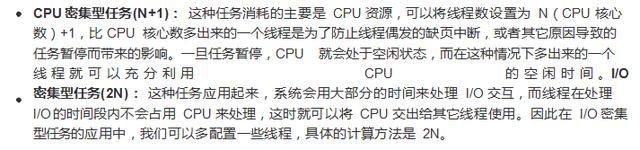 CPU 密集型任务(N+1)： 这种任务消耗的主要是 CPU 资源，可以将线程数设置为 N（CPU 核心
数）+1，比 CPU 核心数多出来的一个线程是为了防止线程偶发的缺页中断，或者其它原因导致的
任务暂停而带来的影响。一旦任务暂停，CPU 就会处于空闲状态，而在这种情况下多出来的一个
线程就可以充分利用 CPU 的空闲时间。I/O
密集型任务(2N)： 这种任务应用起来，系统会用大部分的时间来处理 I/O 交互，而线程在处理
I/O 的时间段内不会占用 CPU 来处理，这时就可以将 CPU 交出给其它线程使用。因此在 I/O 密集
型任务的应用中，我们可以多配置一些线程，具体的计算方法是 2N。